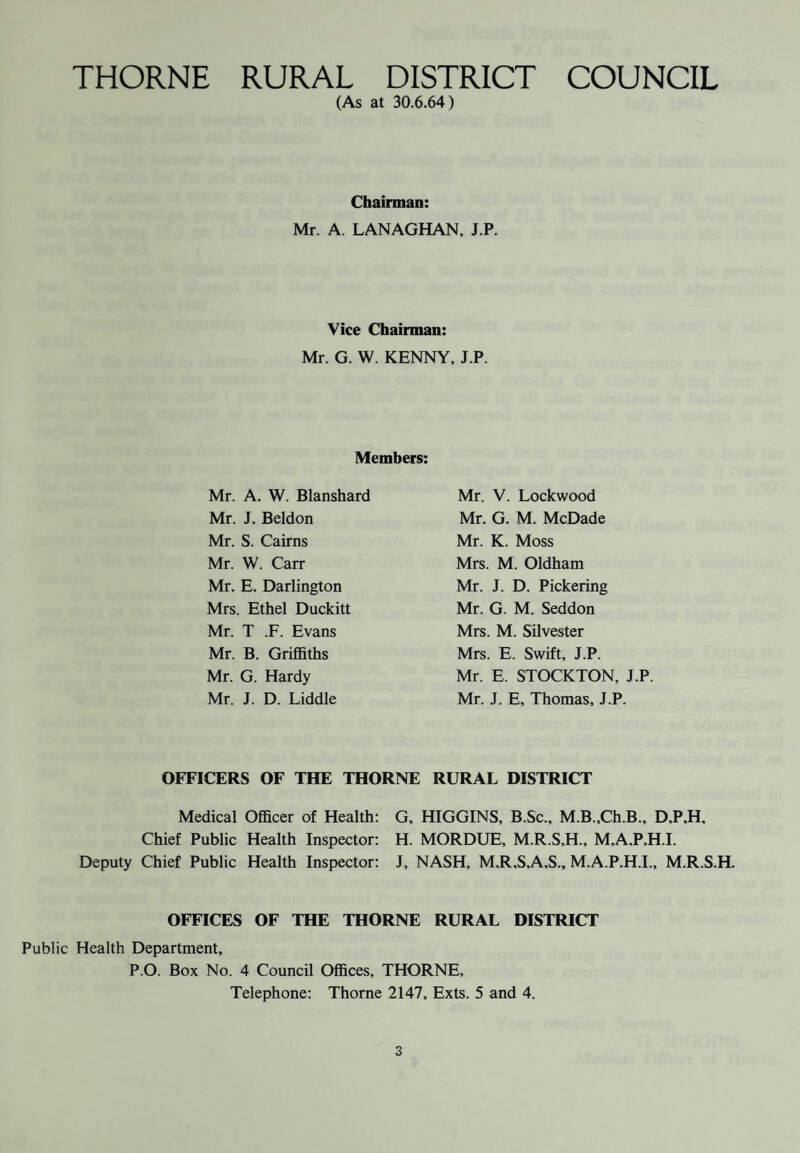 THORNE RURAL DISTRICT COUNCIL
(As at 30.6.64)
Chairman:
Mr. A. LANAGHAN, J.P.
Vice Chairman:
Mr. G. W. KENNY, J.P.
Members:
Mr. A. W. Blanshard
Mr. J. Beldon
Mr. S. Cairns
Mr. W. Carr
Mr. E. Darlington
Mrs. Ethel Duckitt
Mr. T .F. Evans
Mr. B. Griffiths
Mr. G. Hardy
Mr. J. D. Liddle
Mr. V. Lockwood
Mr. G. M. McDade
Mr. K. Moss
Mrs. M. Oldham
Mr. J. D. Pickering
Mr. G. M. Seddon
Mrs. M. Silvester
Mrs. E. Swift, J.P.
Mr. E. STOCKTON, J.P.
Mr. J. E, Thomas, J.P.
OFFICERS OF THE THORNE RURAL DISTRICT
Medical Officer of Health: G, HIGGINS, B.Sc., M.B.,Ch.B., D,P,H,
Chief Public Health Inspector: H. MORDUE, M.R.S,H., M,A.P,H.I.
Deputy Chief Public Health Inspector: J, NASH, M,R,S,A,S., M.A.P.H.I., M.R.S.H.
OFFICES OF THE THORNE RURAL DISTRICT
Public Health Department,
P.O. Box No. 4 Council Offices, THORNE,
Telephone: Thorne 2147, Exts. 5 and 4.
3